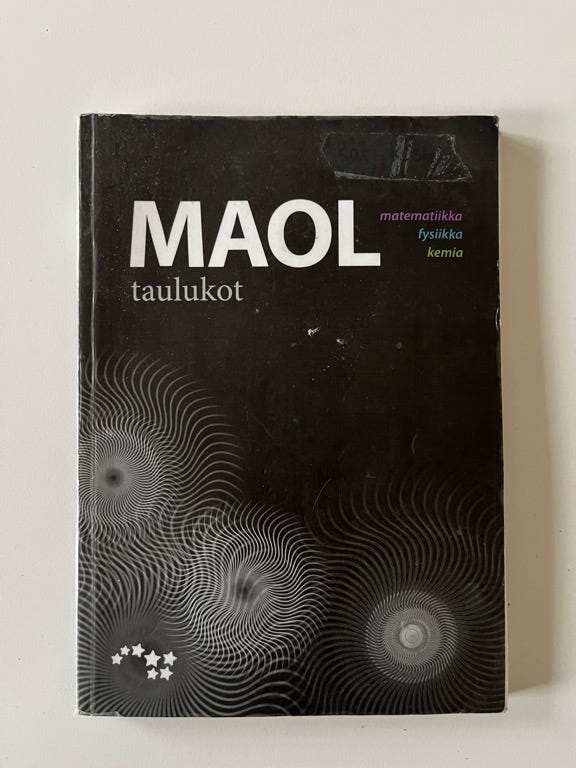 MAOL
taulukot
matematiikka
fysiikka
kemia